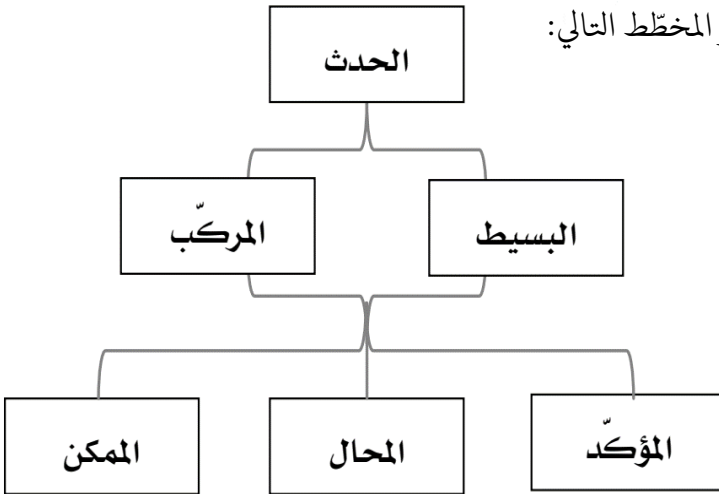 المخطّط التالي:
الحدث
البسيط المركّب
المؤكّد المحال الممكن